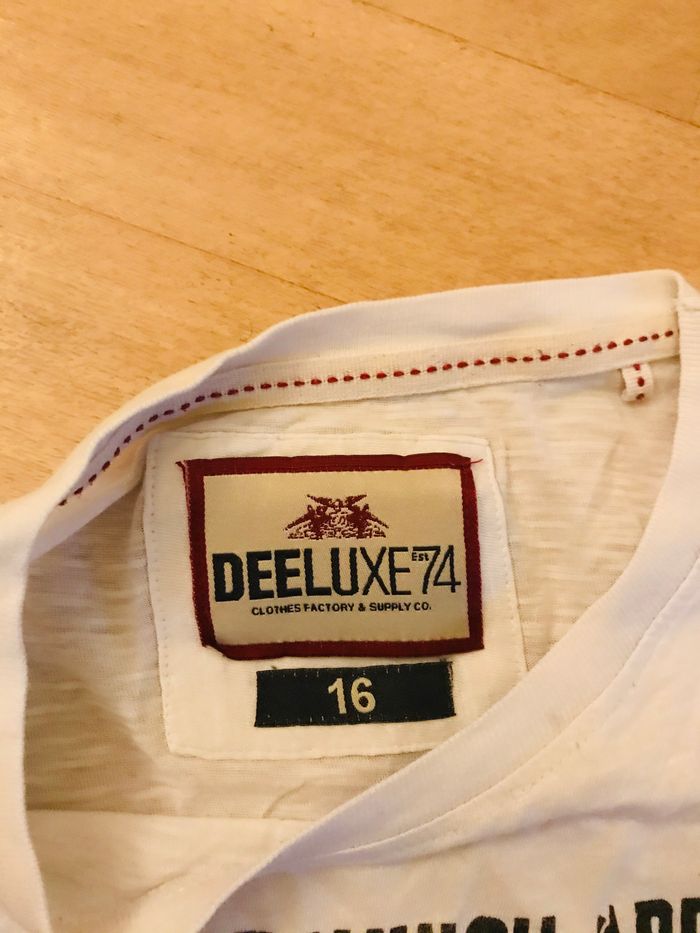 DEELUXE Est 74
CLOTHES FACTORY & SUPPLY CO.
16